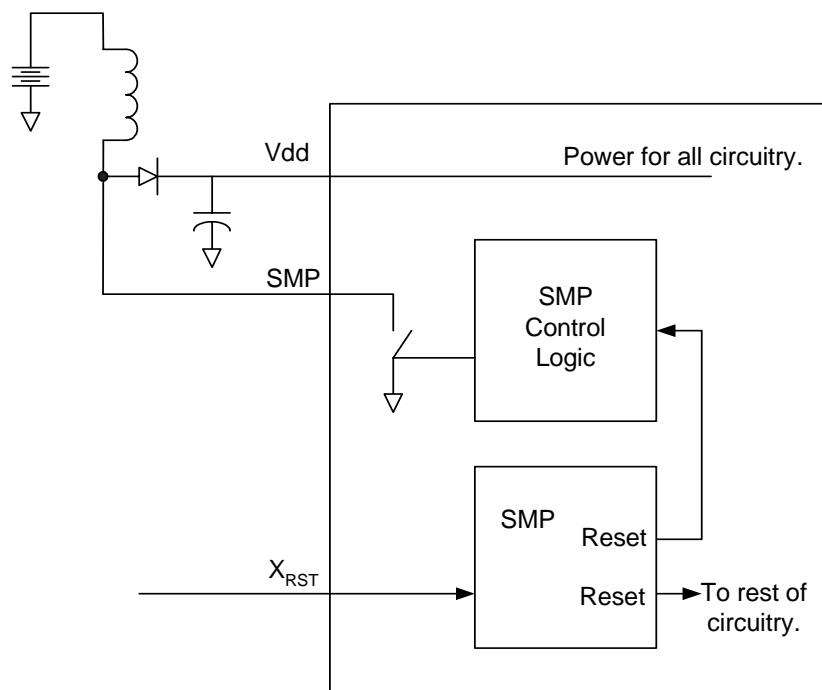 Vdd
Power for all circuitry.
SMP
SMP
Control
Logic
SMP
Reset
X_RST
Reset
To rest of
circuitry.